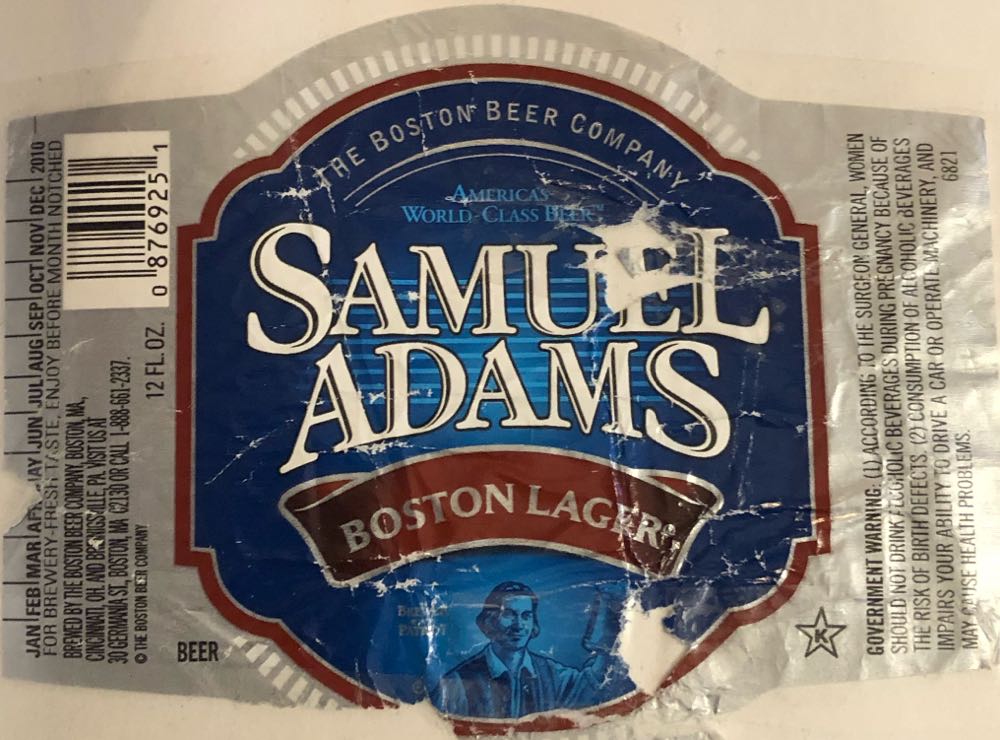 JAN FEB MAR APR MAY JUN JUL AUG SEP OCT NOV DEC 2010
FOR BREWERY-FRESH TASTE, ENJOY BEFORE MONTH NOTCHED
BREWED BY THE BOSTON BEER COMPANY, BOSTON, MA,
CINCINNATI, OH, AND BREINIGSVILLE, PA. VISIT US AT
30 GERMANIA ST., BOSTON, MA 02130 OR CALL 1-888-661-2337.
© THE BOSTON BEER COMPANY
12 FL. OZ.
0 876925 1
BEER
THE BOSTON BEER COMPANY
AMERICA'S
WORLD-CLASS BEER™
SAMUEL
ADAMS
BOSTON LAGER®
BREWER
PATRIOT
K
GOVERNMENT WARNING: (1) ACCORDING TO THE SURGEON GENERAL, WOMEN
SHOULD NOT DRINK ALCOHOLIC BEVERAGES DURING PREGNANCY BECAUSE OF
THE RISK OF BIRTH DEFECTS. (2) CONSUMPTION OF ALCOHOLIC BEVERAGES
IMPAIRS YOUR ABILITY TO DRIVE A CAR OR OPERATE MACHINERY, AND
MAY CAUSE HEALTH PROBLEMS. 6821